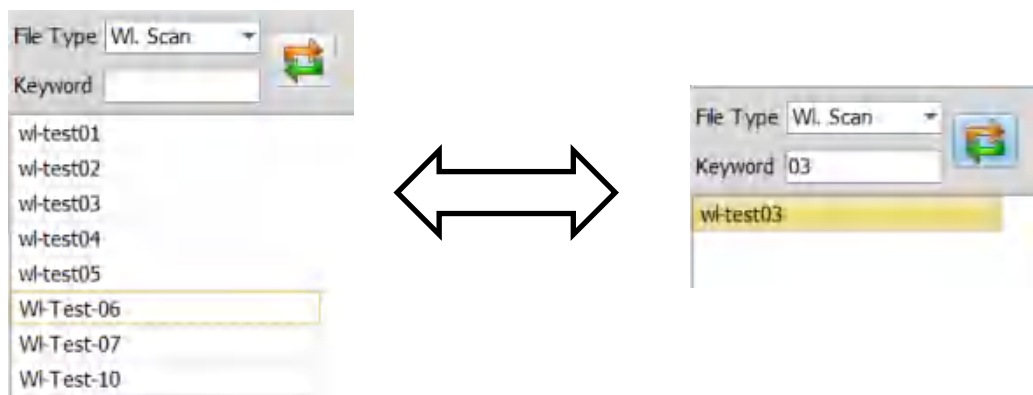 File Type Wl. Scan
Keyword
wl-test01
wl-test02
wl-test03
wl-test04
wl-test05
Wl-Test-06
Wl-Test-07
Wl-Test-10
File Type Wl. Scan
Keyword 03
wl-test03